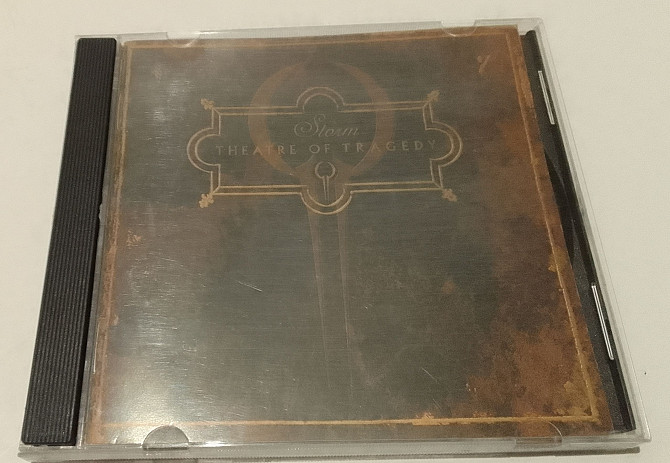 Storm
THEATRE OF TRAGEDY